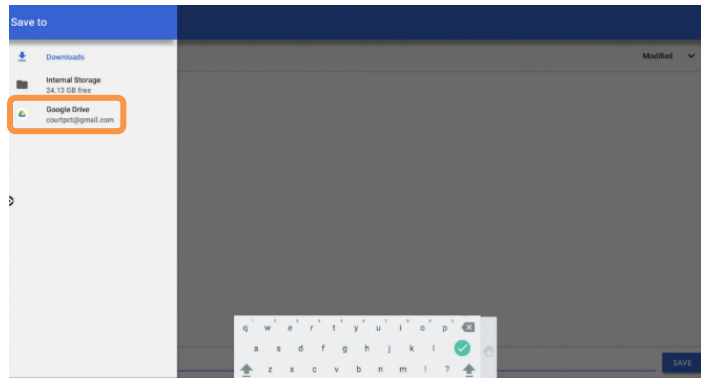 Save to
Downloads
Modified
Internal Storage
24.13 GB free
Google Drive
courtpct@gmail.com
q w e r t y u i o p
a s d f g h j k l
z x c v b n m ! ?
SAVE